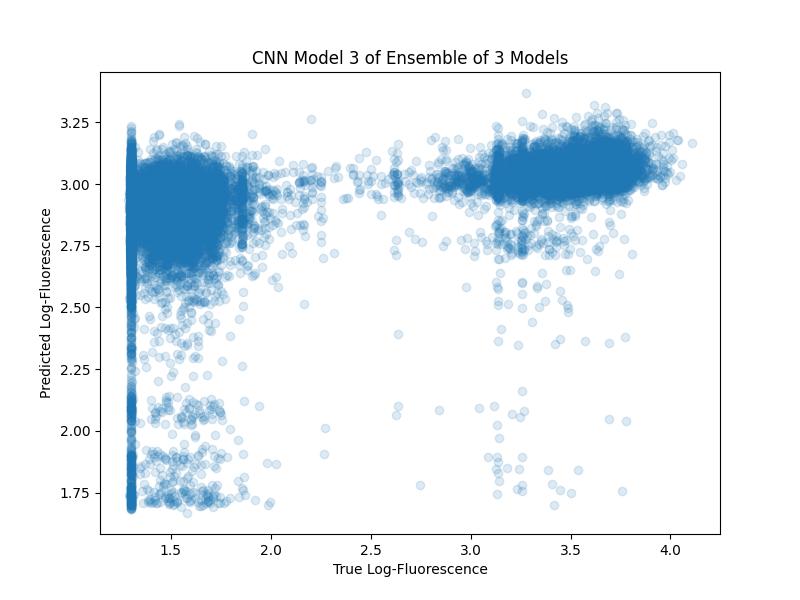 CNN Model 3 of Ensemble of 3 Models
3.25
3.00
2.75
2.50
2.25
2.00
1.75
Predicted Log-Fluorescence
1.5 2.0 2.5 3.0 3.5 4.0
True Log-Fluorescence